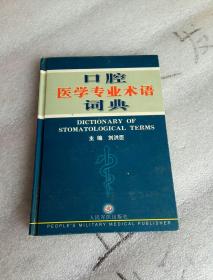 口腔
医学专业术语
词典
DICTIONARY OF
STOMATOLOGICAL TERMS
主编 刘洪臣
人民军医出版社
PEOPLE'S MILITARY MEDICAL PUBLISHER